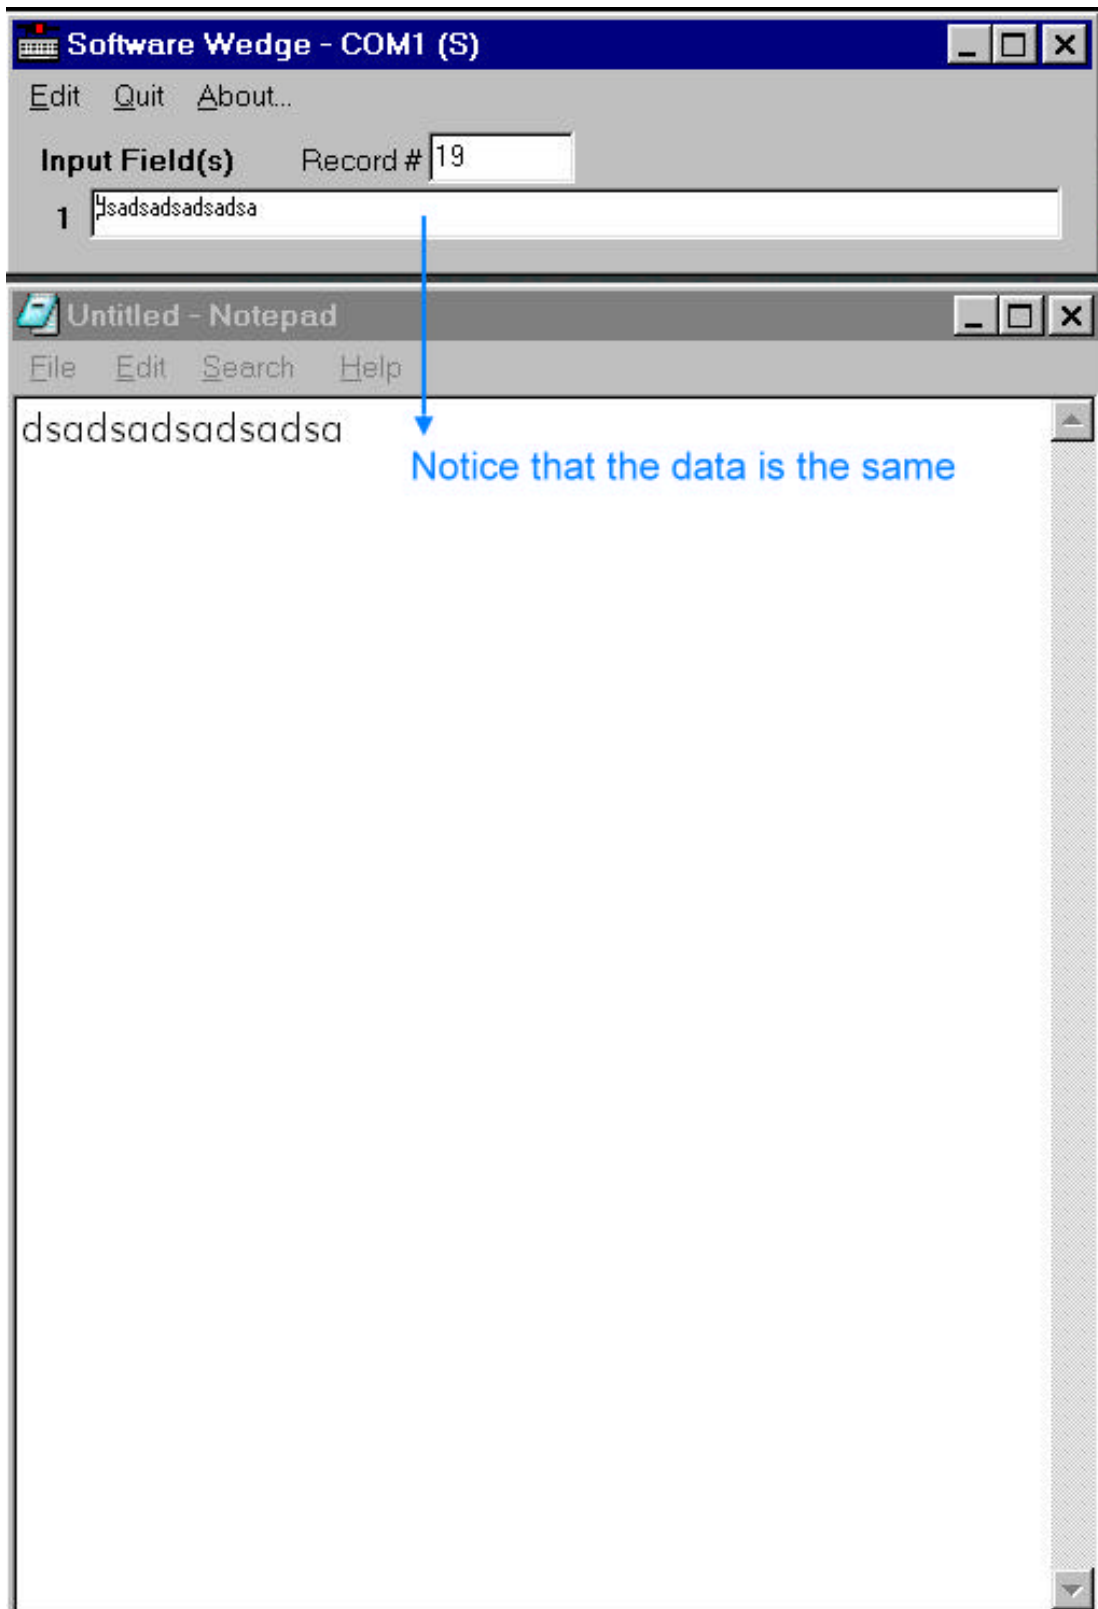 Software Wedge - COM1 (S)
Edit Quit About...
Input Field(s) Record # 19
1 dsadsadsadsadsa
Untitled - Notepad
File Edit Search Help
dsadsadsadsadsa
Notice that the data is the same